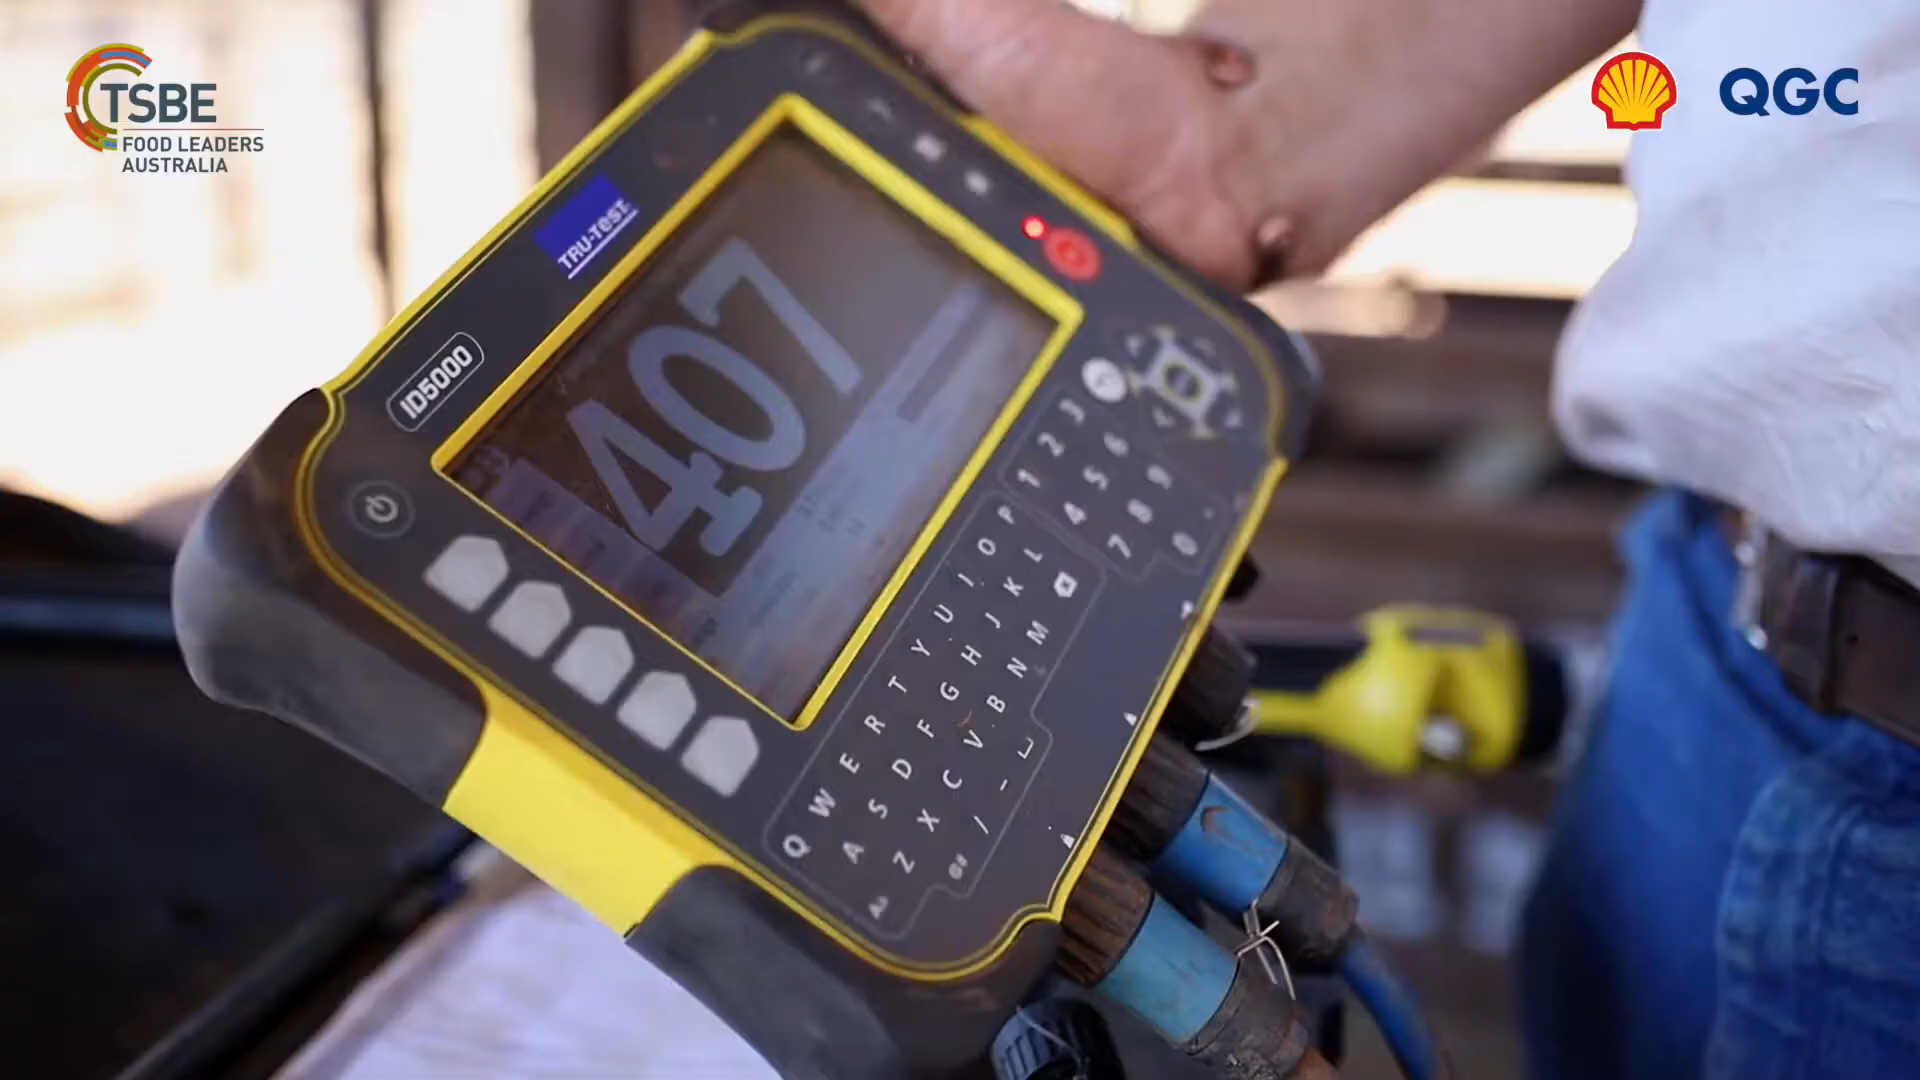 TSBE
FOOD LEADERS
AUSTRALIA
QGC
TRU-TEST
ID5000
407
1 2 3
4 5 6
7 8 9
0
Q W E R T Y U I O P
A S D F G H J K L
Z X C V B N M
/ -